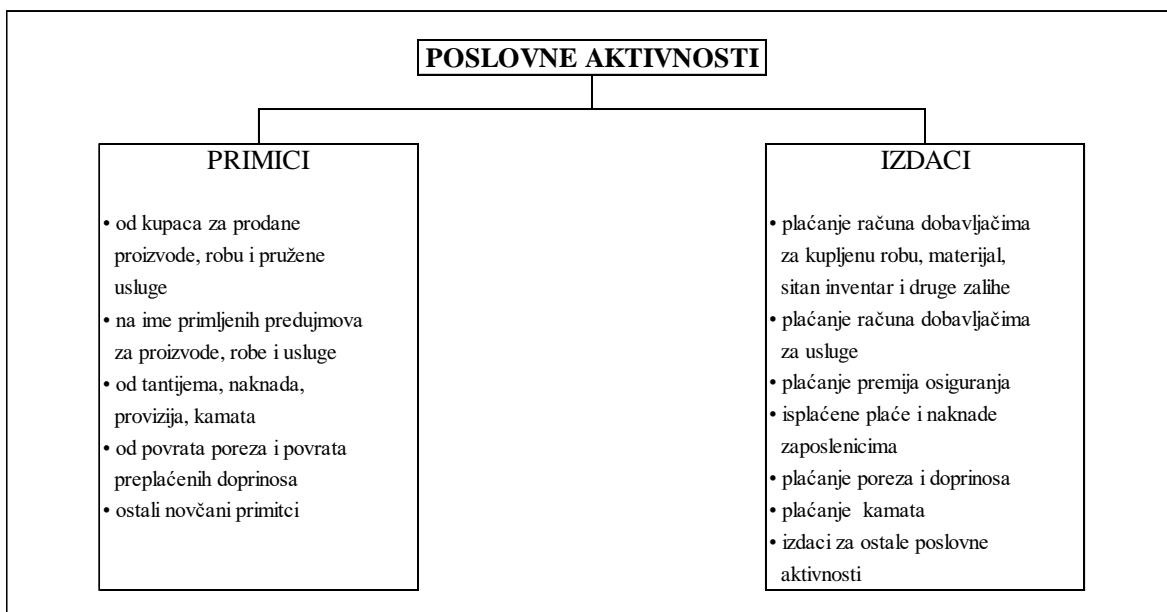 POSLOVNE AKTIVNOSTI
PRIMICI
• od kupaca za prodane
proizvode, robu i pružene
usluge
• na ime primljenih predujmova
za proizvode, robe i usluge
• od tantijema, naknada,
provizija, kamata
• od povrata poreza i povrata
preplaćenih doprinosa
• ostali novčani primitci
IZDACI
• plaćanje računa dobavljačima
za kupljenu robu, materijal,
sitan inventar i druge zalihe
• plaćanje računa dobavljačima
za usluge
• plaćanje premija osiguranja
• isplaćene plaće i naknade
zaposlenicima
• plaćanje poreza i doprinosa
• plaćanje kamata
• izdaci za ostale poslovne
aktivnosti